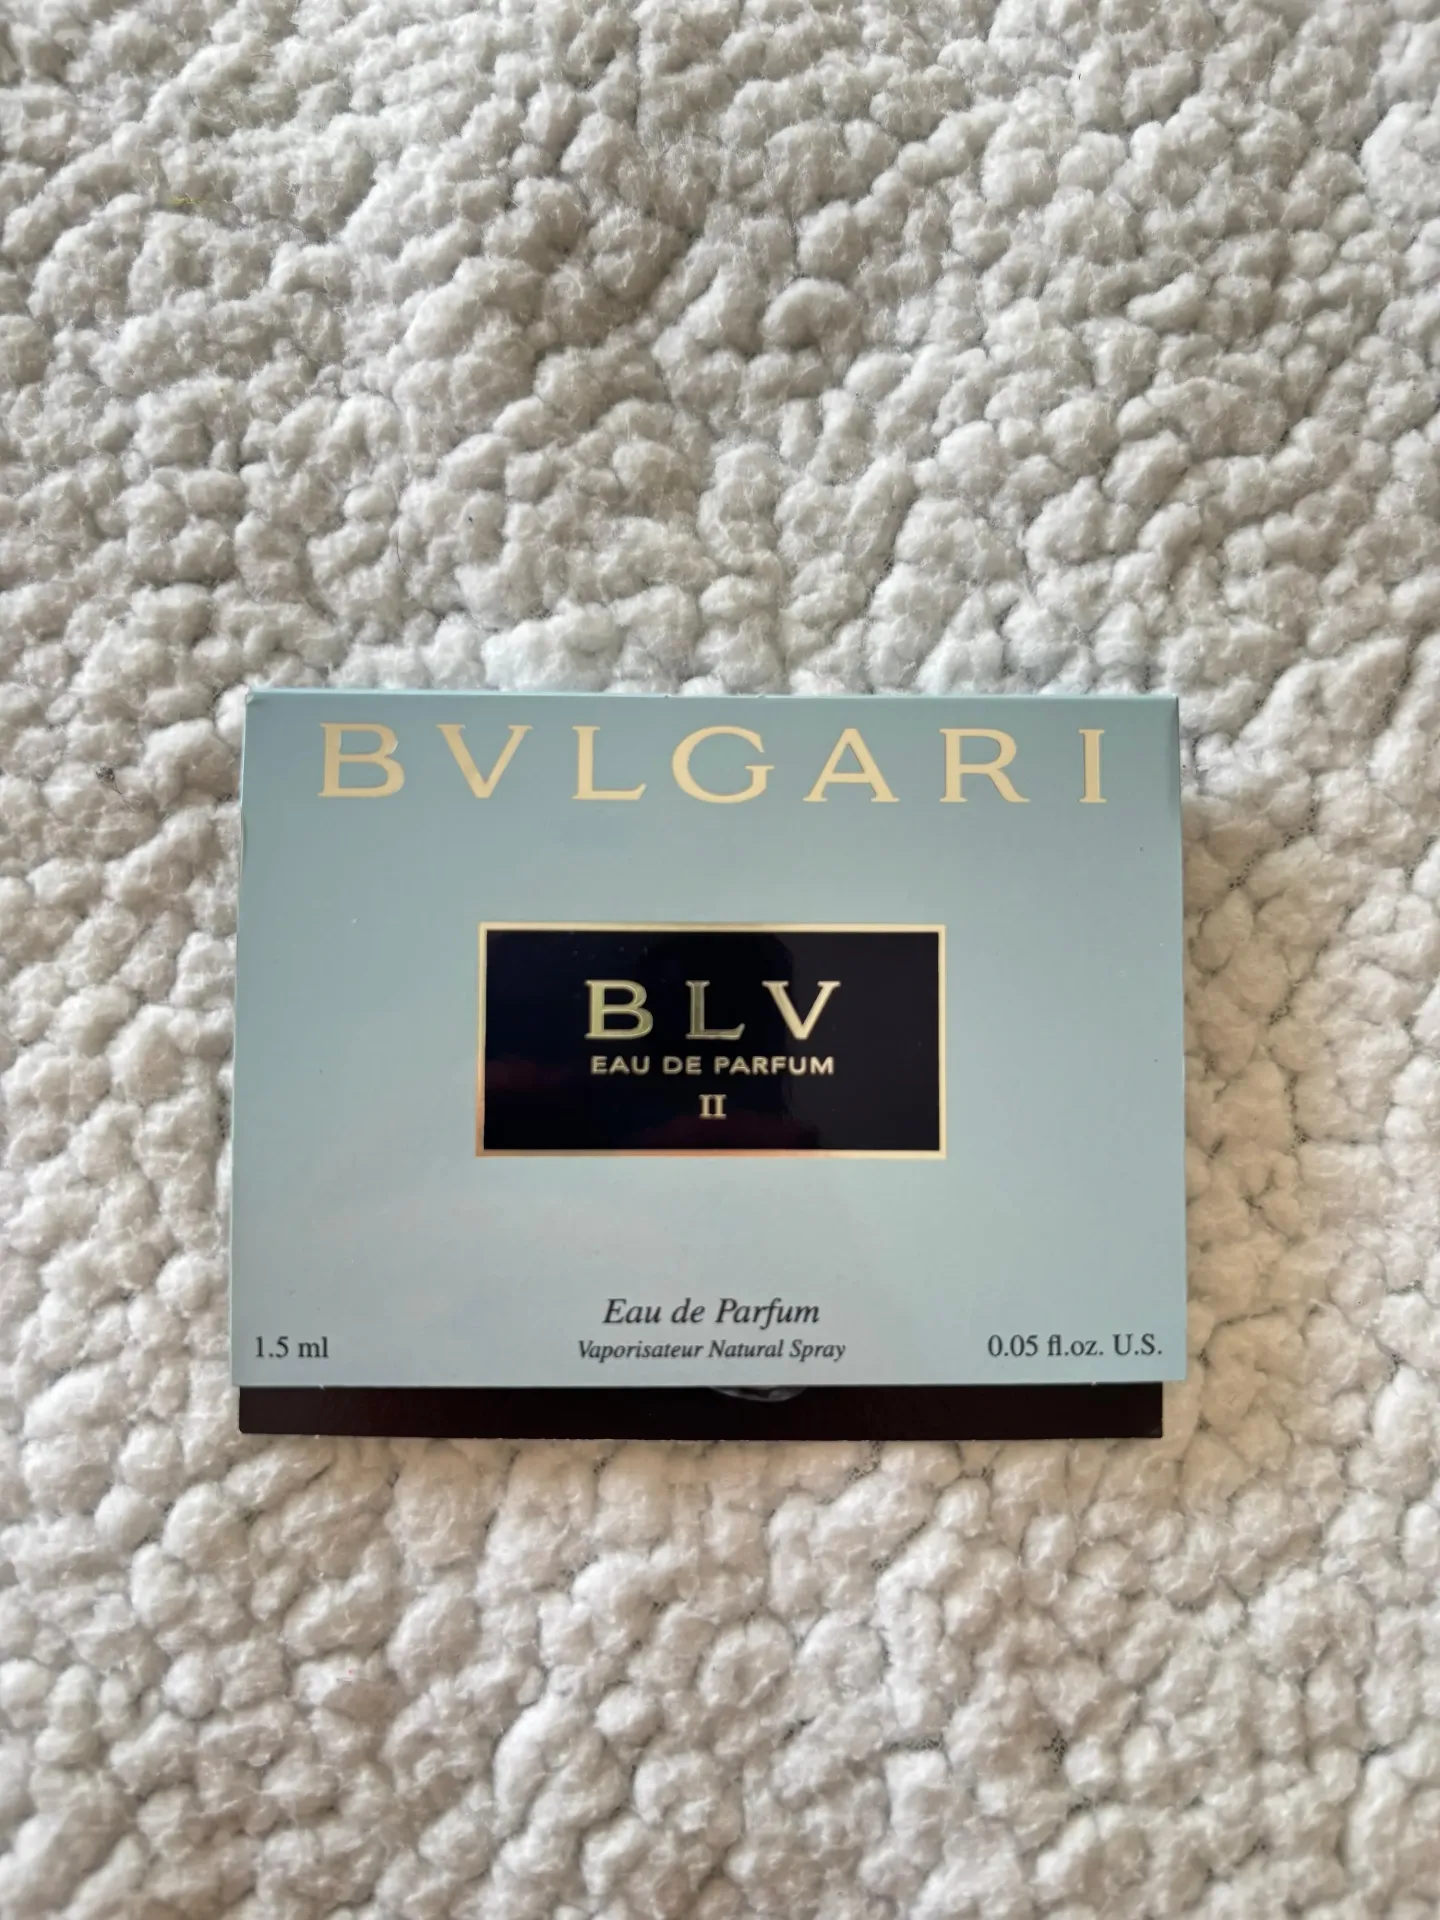 BVLGARI
BLV
EAU DE PARFUM
II
Eau de Parfum
1.5 ml Vaporisateur Natural Spray 0.05 fl.oz. U.S.